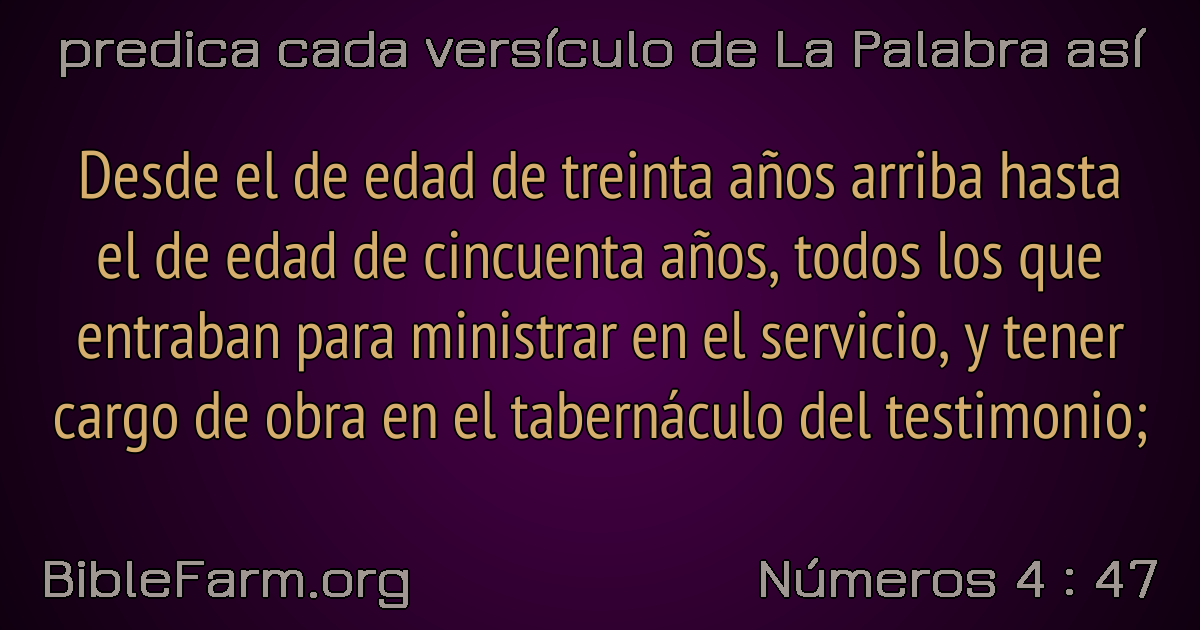 predica cada versículo de La Palabra así
Desde el de edad de treinta años arriba hasta
el de edad de cincuenta años, todos los que
entraban para ministrar en el servicio, y tener
cargo de obra en el tabernáculo del testimonio;
BibleFarm.org
Números 4 : 47